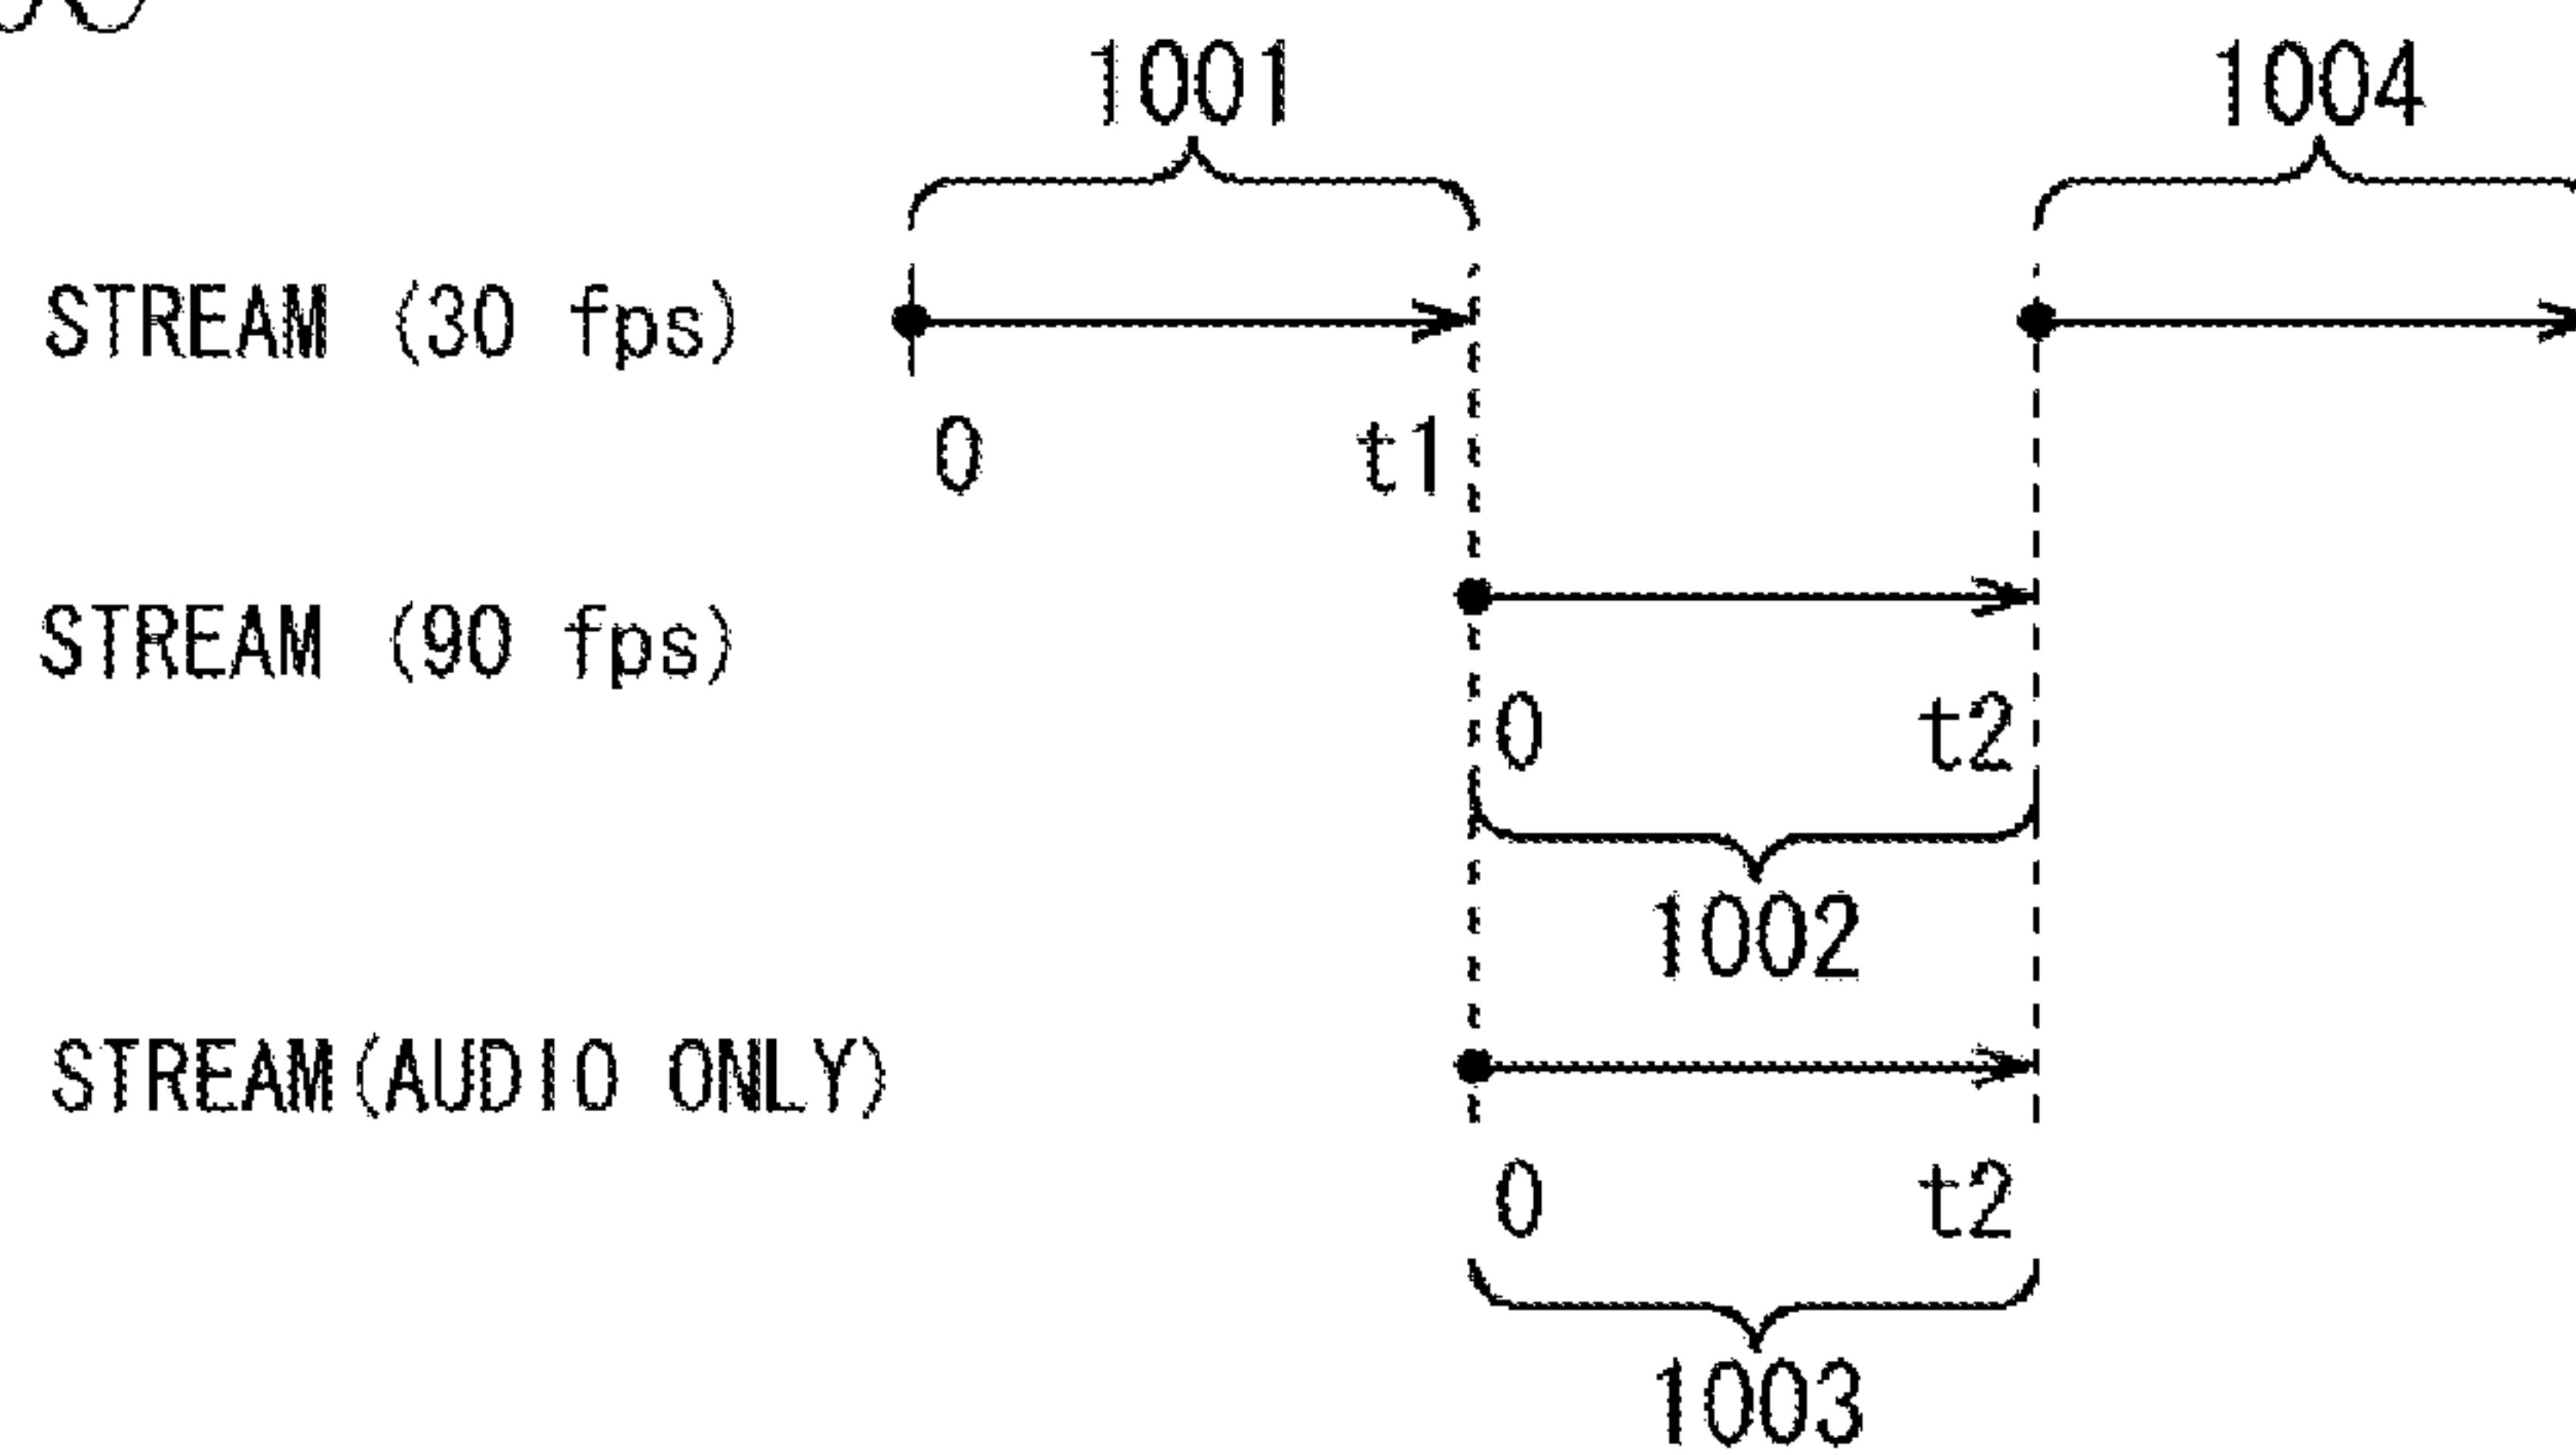 1001 1004
STREAM (30 fps)
0 t1
STREAM (90 fps)
0 t2
1002
STREAM(AUDIO ONLY)
0 t2
1003